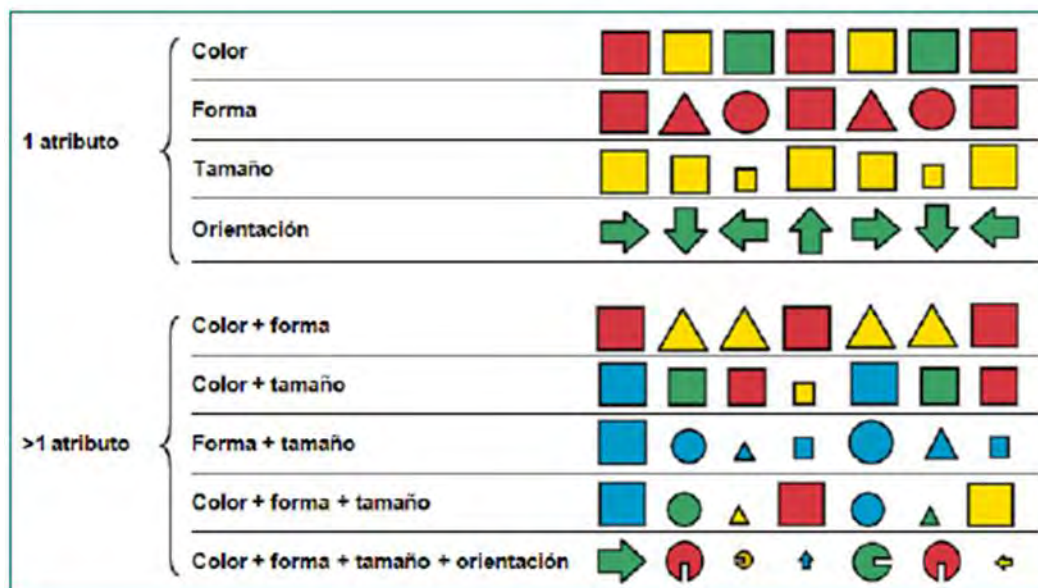 1 atributo
Color
Forma
Tamaño
Orientación
>1 atributo
Color + forma
Color + tamaño
Forma + tamaño
Color + forma + tamaño
Color + forma + tamaño + orientación